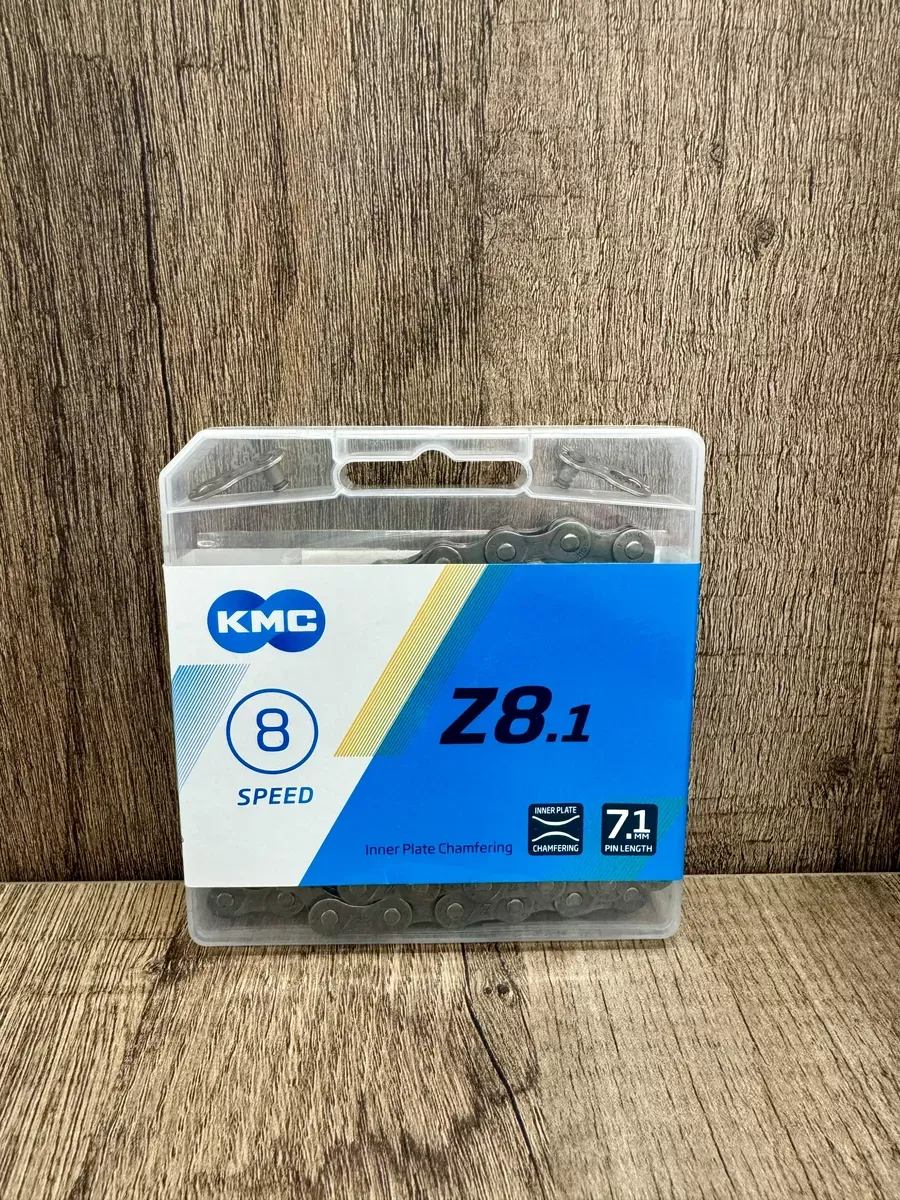 KMC
8
SPEED
Z8.1
Inner Plate Chamfering
INNER PLATE
CHAMFERING
7.1
MM
PIN LENGTH